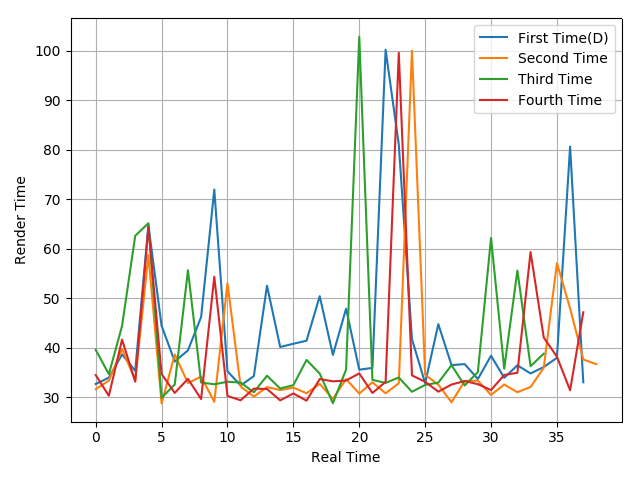 First Time(D)
Second Time
Third Time
Fourth Time
100
90
80
70
60
50
40
30
Render Time
0 5 10 15 20 25 30 35
Real Time